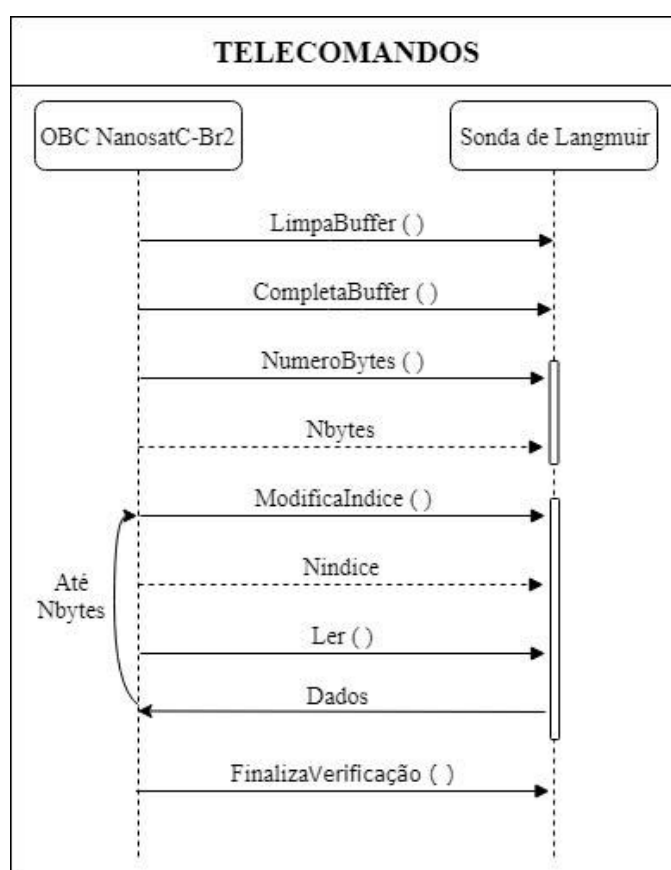 TELECOMANDOS
OBC NanosatC-Br2
Sonda de Langmuir
LimpaBuffer ( )
CompletaBuffer ( )
NumeroBytes ( )
Nbytes
ModificaIndice ( )
Nindice
Até
Nbytes
Ler ( )
Dados
FinalizaVerificação ( )